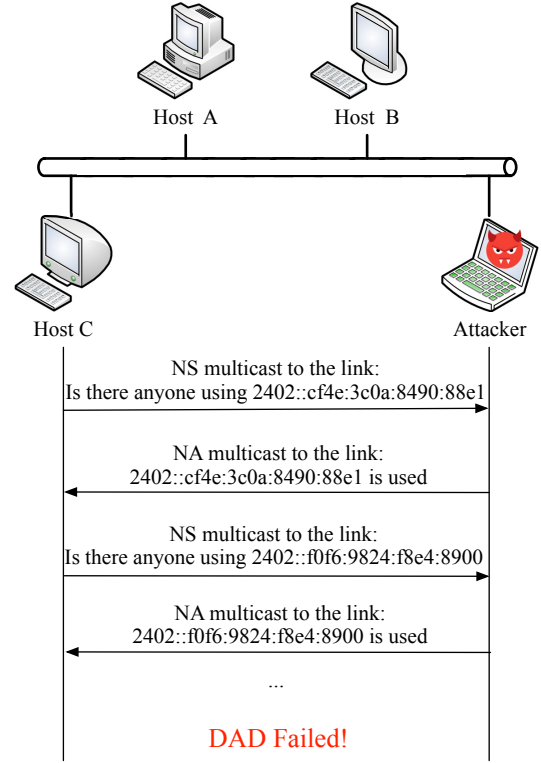 Host A
Host B
Host C
Attacker
NS multicast to the link:
Is there anyone using 2402::cf4e:3c0a:8490:88e1
NA multicast to the link:
2402::cf4e:3c0a:8490:88e1 is used
NS multicast to the link:
Is there anyone using 2402::f0f6:9824:f8e4:8900
NA multicast to the link:
2402::f0f6:9824:f8e4:8900 is used
...
DAD Failed!